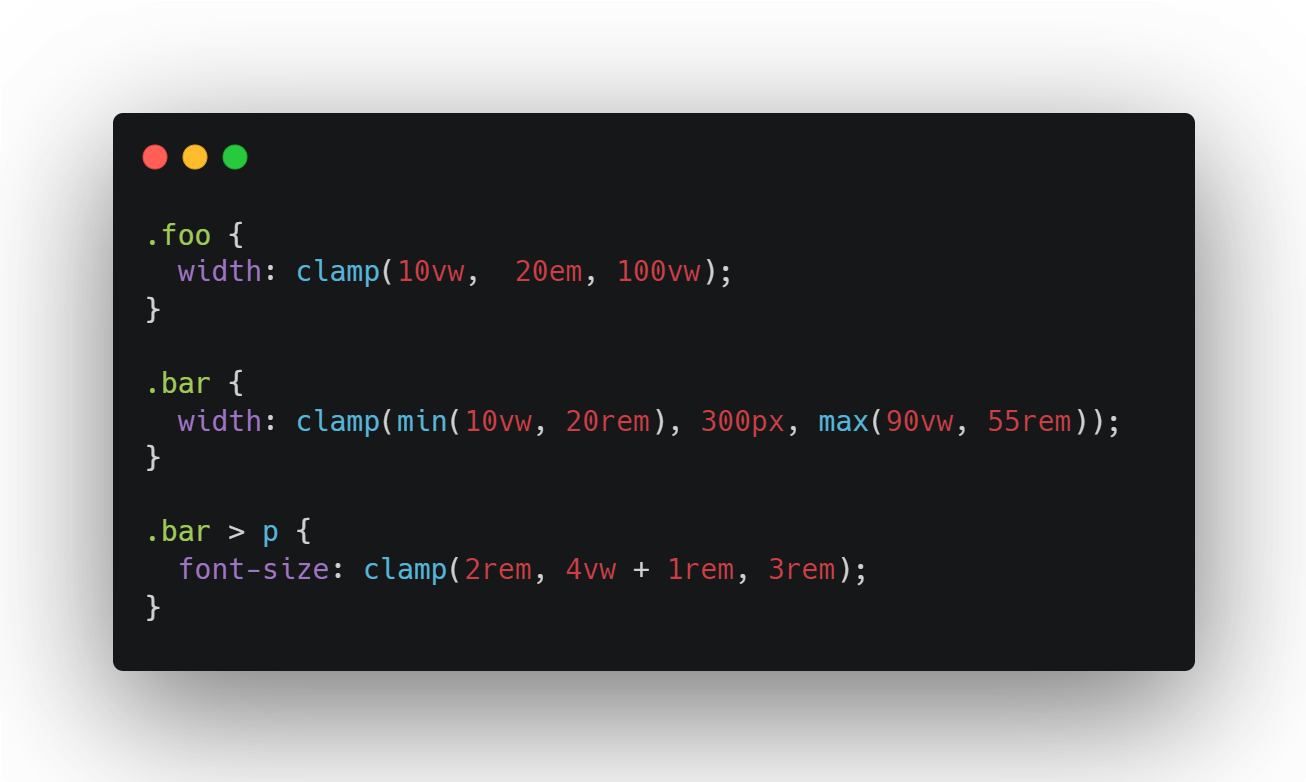 .foo {
  width: clamp(10vw,  20em, 100vw);
}

.bar {
  width: clamp(min(10vw, 20rem), 300px, max(90vw, 55rem));
}

.bar > p {
  font-size: clamp(2rem, 4vw + 1rem, 3rem);
}